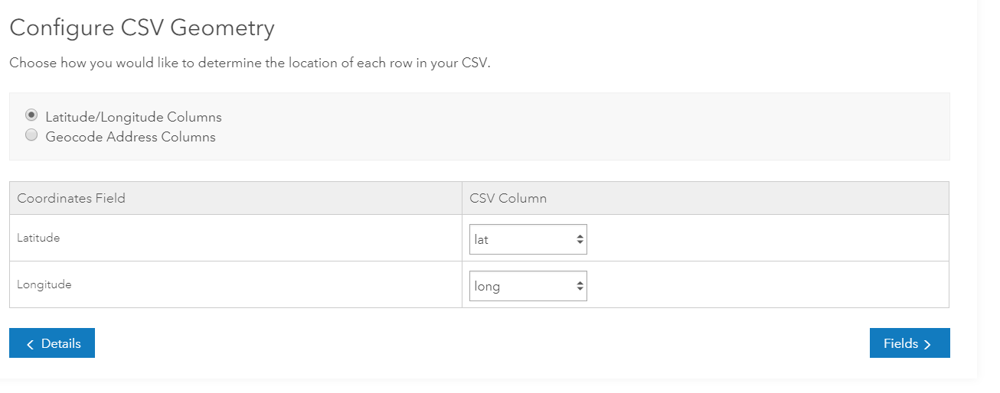 Configure CSV Geometry
Choose how you would like to determine the location of each row in your CSV.
Latitude/Longitude Columns
Geocode Address Columns
Coordinates Field CSV Column
Latitude lat
Longitude long
Details Fields